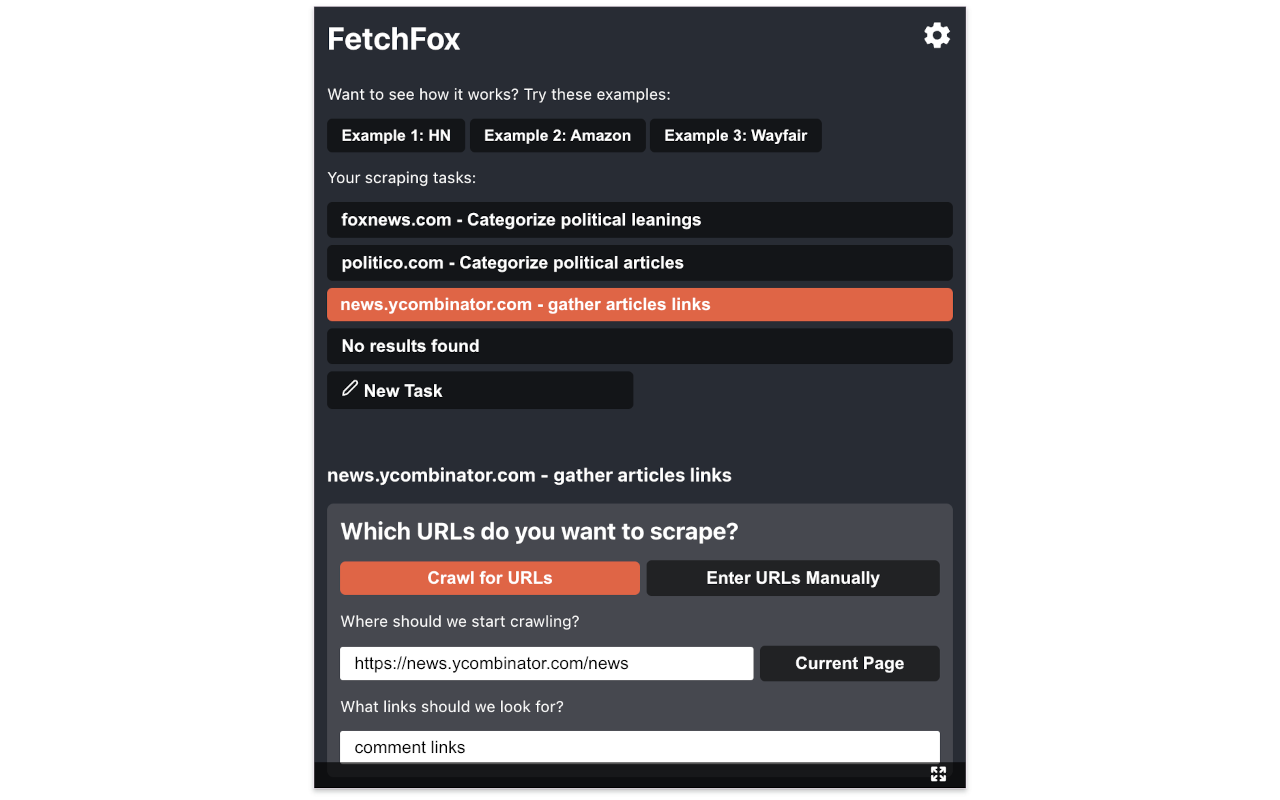 FetchFox
Want to see how it works? Try these examples:
Example 1: HN Example 2: Amazon Example 3: Wayfair
Your scraping tasks:
foxnews.com - Categorize political leanings
politico.com - Categorize political articles
news.ycombinator.com - gather articles links
No results found
New Task
news.ycombinator.com - gather articles links
Which URLs do you want to scrape?
Crawl for URLs Enter URLs Manually
Where should we start crawling?
https://news.ycombinator.com/news Current Page
What links should we look for?
comment links